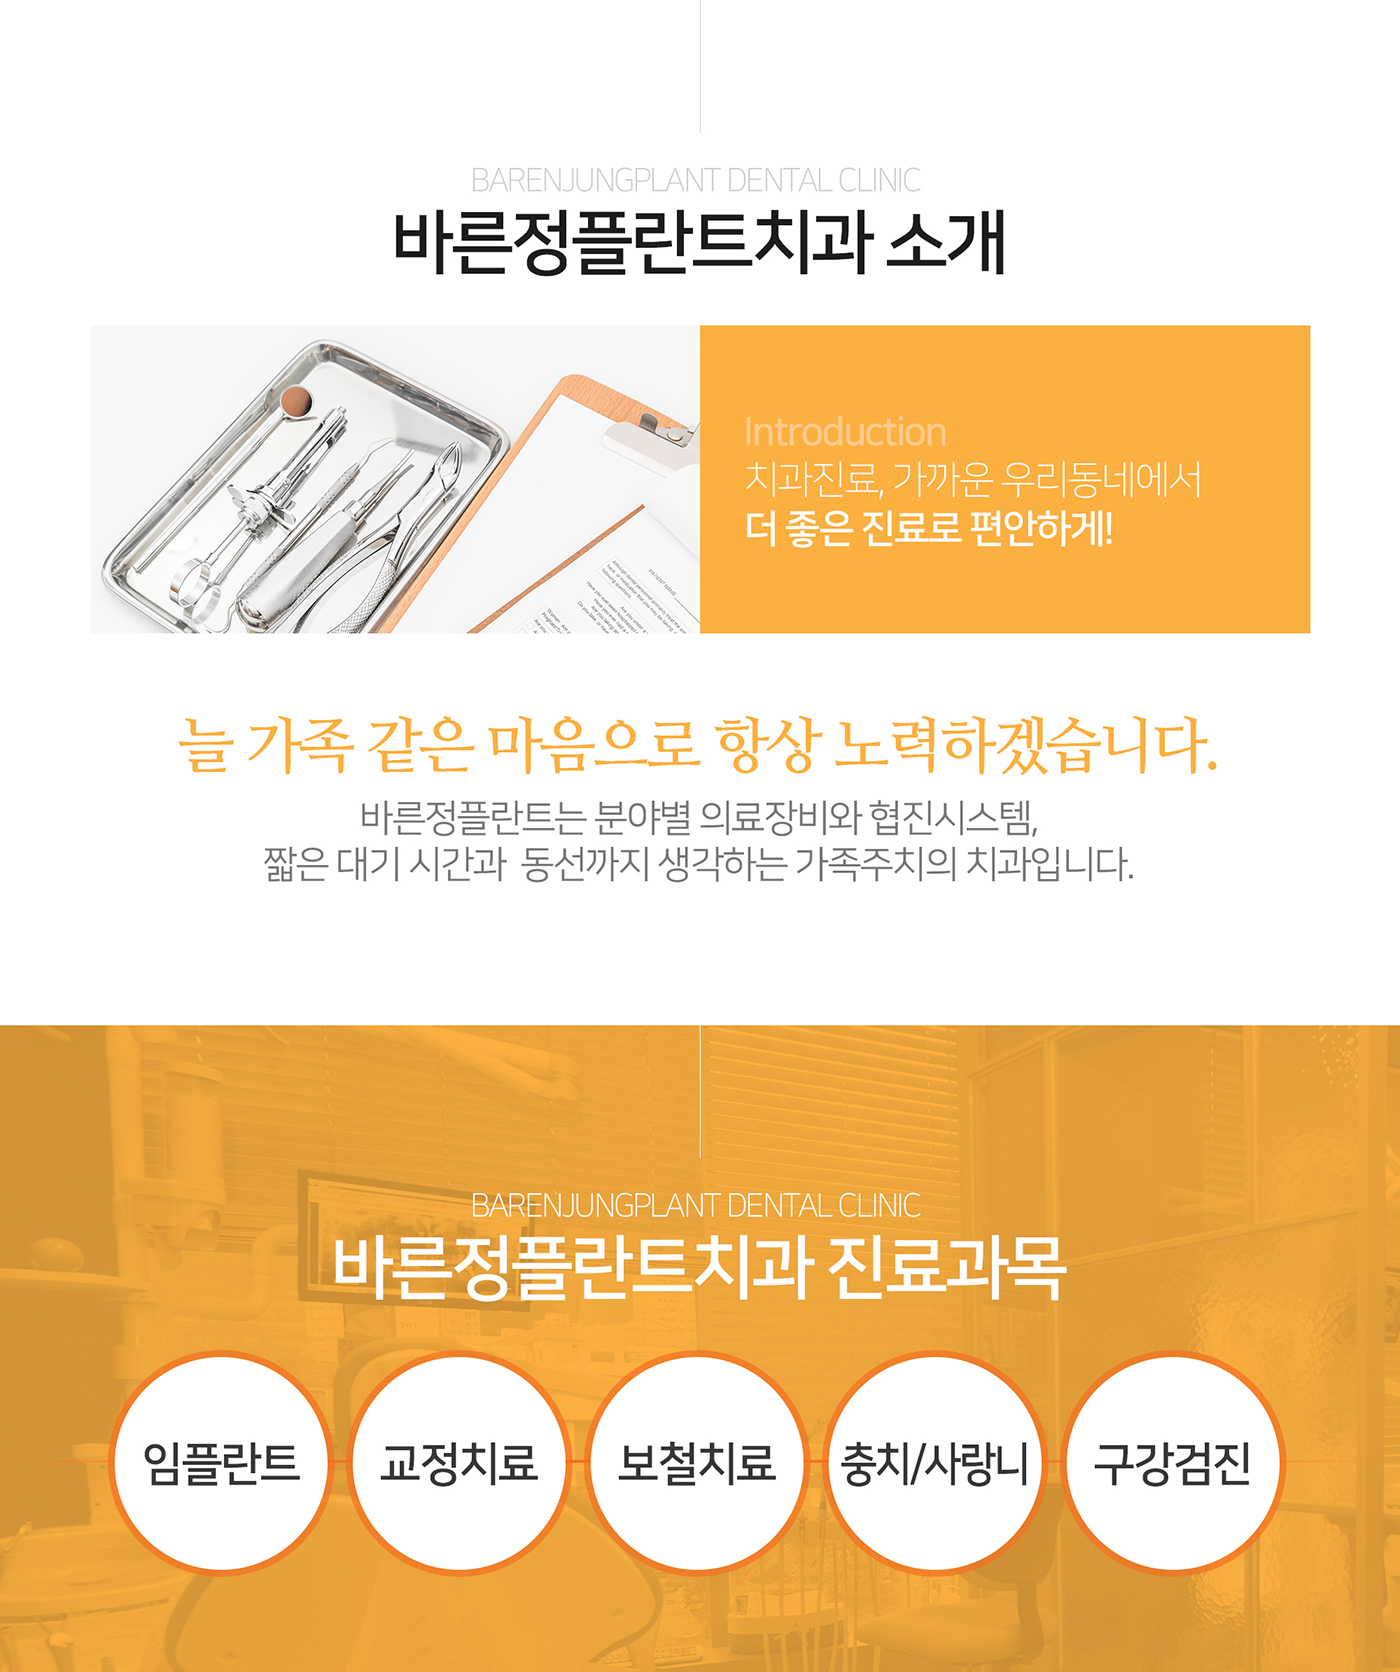 BARENJUNGPLANT DENTAL CLINIC
바른정플란트치과 소개
Introduction
치과진료, 가까운 우리동네에서
더 좋은 진료로 편안하게!
PATIENT NAME
늘 가족 같은 마음으로 항상 노력하겠습니다.
바른정플란트는 분야별 의료장비와 협진시스템,
짧은 대기 시간과 동선까지 생각하는 가족주치의 치과입니다.
BARENJUNGPLANT DENTAL CLINIC
바른정플란트치과 진료과목
임플란트
교정치료
보철치료
충치/사랑니
구강검진